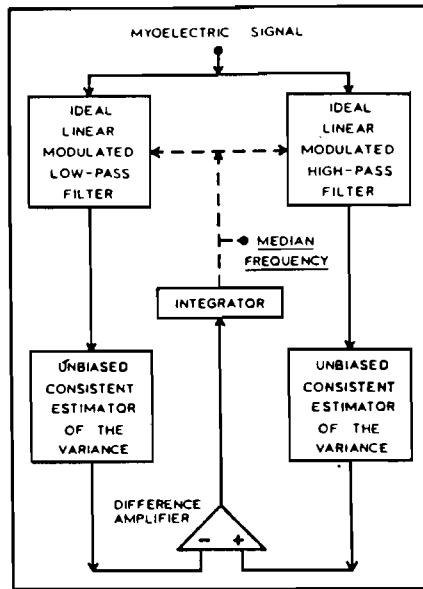 MYOELECTRIC SIGNAL
IDEAL
LINEAR
MODULATED
LOW-PASS
FILTER
IDEAL
LINEAR
MODULATED
HIGH-PASS
FILTER
MEDIAN
FREQUENCY
INTEGRATOR
UNBIASED
CONSISTENT
ESTIMATOR
OF THE
VARIANCE
UNBIASED
CONSISTENT
ESTIMATOR
OF THE
VARIANCE
DIFFERENCE
AMPLIFIER
- +